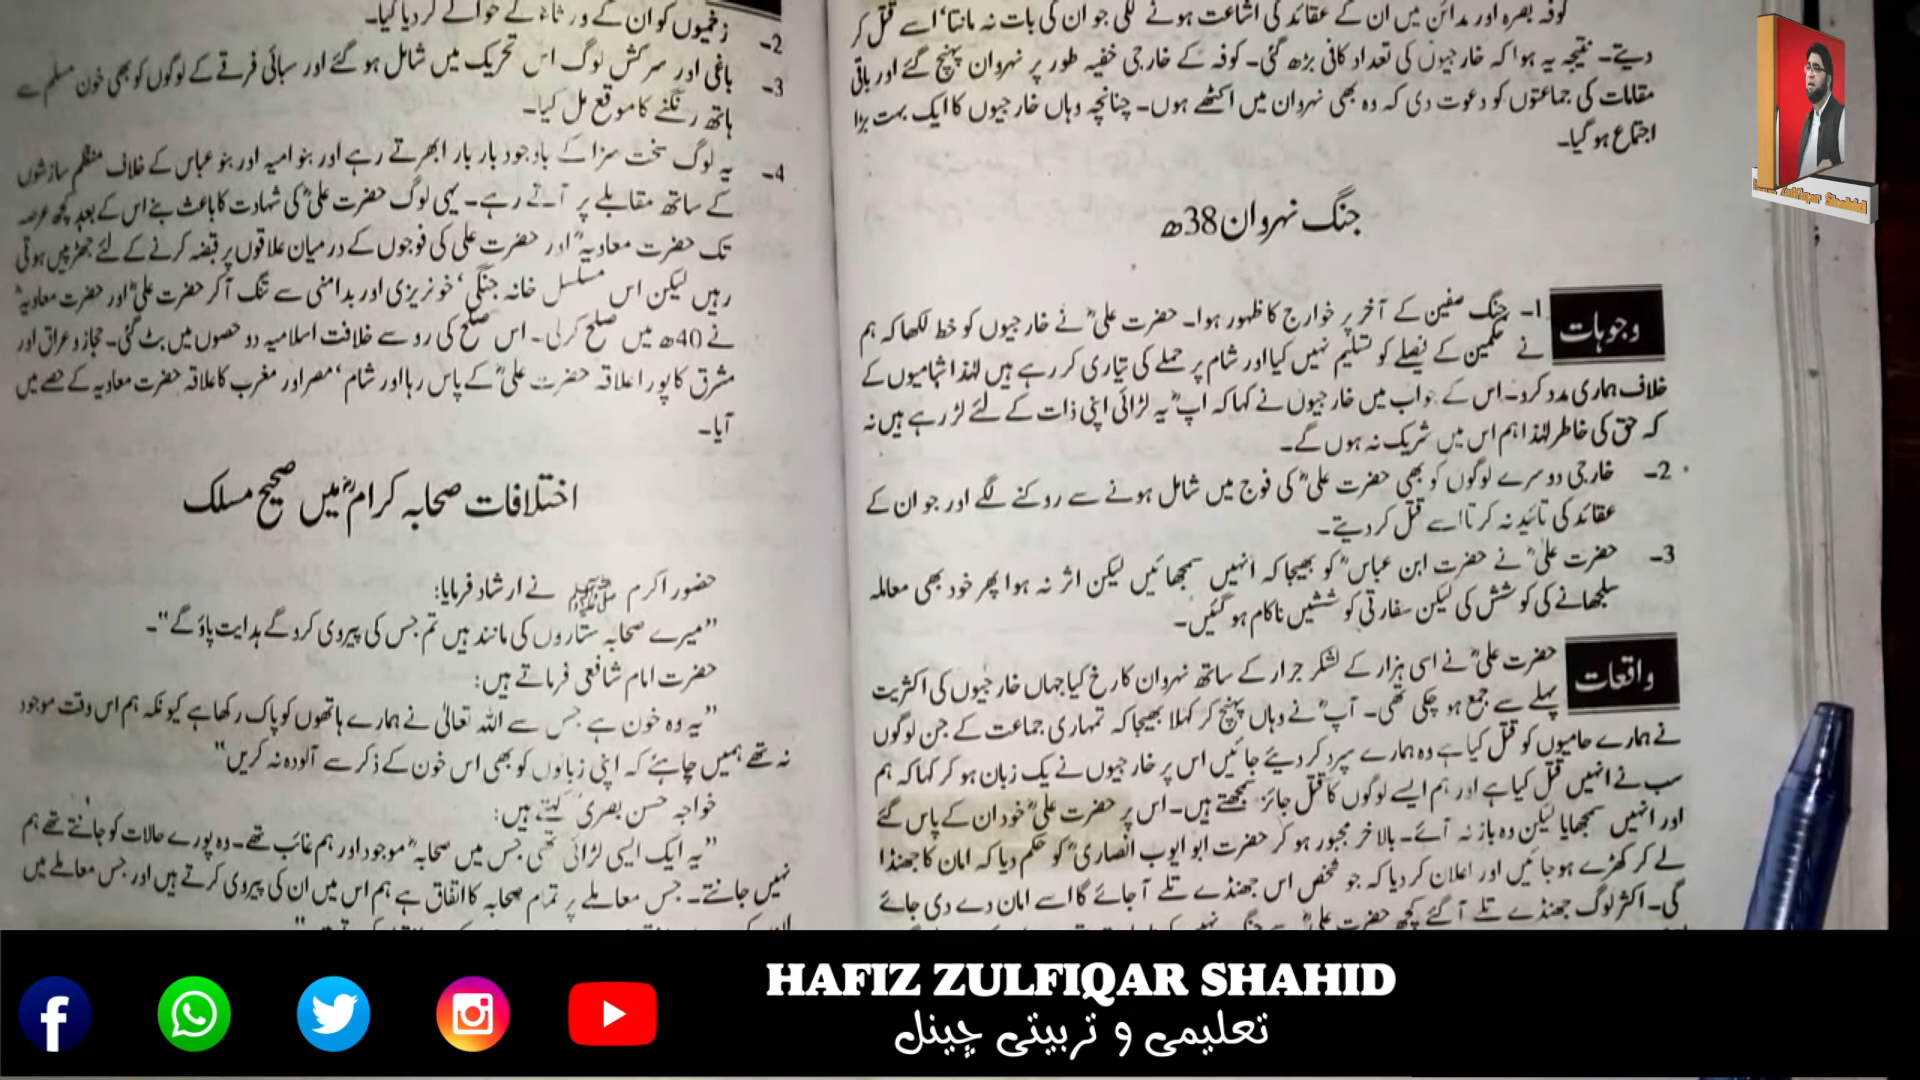 کوفہ بصرہ اور مدائن میں ان کے عقائد کی اشاعت ہونے لگی جو ان کی بات نہ مانتا' اسے قتل کر
دیتے۔ نتیجہ یہ ہوا کہ خارجیوں کی تعداد کافی بڑھ گئی۔ کوفہ کے خارجی خفیہ طور پر نہروان پہنچ گئے اور باقی
مقامات کی جماعتوں کو دعوت دی کہ وہ بھی نہروان میں اکٹھے ہوں۔ چنانچہ وہاں خارجیوں کا ایک بہت بڑا
اجتماع ہو گیا۔
جنگ نہروان 38ھ
وجوہات
1۔ جنگ صفین کے آخر پر خوارج کا ظہور ہوا۔ حضرت علیؓ نے خارجیوں کو خط لکھا کہ ہم
نے حکمین کے فیصلے کو تسلیم نہیں کیا اور شام پر حملے کی تیاری کر رہے ہیں لہٰذا شامیوں کے
خلاف ہماری مدد کرو۔ اس کے جواب میں خارجیوں نے کہا کہ آپؓ یہ لڑائی اپنی ذات کے لئے لڑ رہے ہیں نہ
کہ حق کی خاطر لہٰذا ہم اس میں شریک نہ ہوں گے۔
2۔ خارجی دوسرے لوگوں کو بھی حضرت علیؓ کی فوج میں شامل ہونے سے روکنے لگے اور جو ان کے
عقائد کی تائید نہ کرتا اسے قتل کر دیتے۔
3۔ حضرت علیؓ نے حضرت ابن عباسؓ کو بھیجا کہ انہیں سمجھائیں لیکن اثر نہ ہوا پھر خود بھی معاملہ
سلجھانے کی کوشش کی لیکن سفارتی کوششیں ناکام ہو گئیں۔
واقعات
حضرت علیؓ نے اسی ہزار کے لشکر جرار کے ساتھ نہروان کا رخ کیا جہاں خارجیوں کی اکثریت
پہلے سے جمع ہو چکی تھی۔ آپؓ نے وہاں پہنچ کر کہلا بھیجا کہ تمہاری جماعت کے جن لوگوں
نے ہمارے حامیوں کو قتل کیا ہے وہ ہمارے سپرد کر دیئے جائیں اس پر خارجیوں نے یک زبان ہو کر کہا کہ ہم
سب نے انہیں قتل کیا ہے اور ہم ایسے لوگوں کا قتل جائز سمجھتے ہیں۔ اس پر حضرت علیؓ خود ان کے پاس گئے
اور انہیں سمجھایا لیکن وہ باز نہ آئے۔ بالآخر مجبور ہو کر حضرت ابو ایوب انصاریؓ کو حکم دیا کہ امان کا جھنڈا
لے کر کھڑے ہو جائیں اور اعلان کر دیا کہ جو شخص اس جھنڈے تلے آ جائے گا اسے امان دے دی جائے
گی۔ اکثر لوگ جھنڈے تلے آ گئے کچھ حضرت علیؓ سے جنگ نہیں
2۔ زخمیوں کو ان کے ورثاء کے حوالے کر دیا گیا۔
3۔ باغی اور سرکش لوگ اس تحریک میں شامل ہو گئے اور سبائی فرقے کے لوگوں کو بھی خون مسلم سے
ہاتھ رنگنے کا موقع مل گیا۔
4۔ یہ لوگ سخت سزا کے باوجود بار بار ابھرتے رہے اور بنو امیہ اور بنو عباس کے خلاف منظم سازشوں
کے ساتھ مقابلے پر آتے رہے۔ یہی لوگ حضرت علیؓ کی شہادت کا باعث بنے اس کے بعد کچھ عرصہ
تک حضرت معاویہؓ اور حضرت علی کی فوجوں کے درمیان علاقوں پر قبضہ کرنے کے لئے جھڑپیں ہوتی
رہیں لیکن اس مسلسل خانہ جنگی' خونریزی اور بدامنی سے تنگ آ کر حضرت علیؓ اور حضرت معاویہؓ
نے 40ھ میں صلح کر لی۔ اس صلح کی رو سے خلافت اسلامیہ دو حصوں میں بٹ گئی۔ حجاز و عراق اور
مشرق کا پورا علاقہ حضرت علیؓ کے پاس رہا اور شام' مصر اور مغرب کا علاقہ حضرت معاویہ کے حصے میں
آیا۔
اختلافات صحابہ کرامؓ میں صحیح مسلک
حضور اکرم ﷺ نے ارشاد فرمایا:
"میرے صحابہ ستاروں کی مانند ہیں تم جس کی پیروی کرو گے ہدایت پاؤ گے"۔
حضرت امام شافعی فرماتے ہیں:
"یہ وہ خون ہے جس سے اللہ تعالیٰ نے ہمارے ہاتھوں کو پاک رکھا ہے کیونکہ ہم اس وقت موجود
نہ تھے ہمیں چاہئے کہ اپنی زبانوں کو بھی اس خون کے ذکر سے آلودہ نہ کریں"
خواجہ حسن بصری کہتے ہیں:
"یہ ایک ایسی لڑائی تھی جس میں صحابہؓ موجود اور ہم غائب تھے۔ وہ پورے حالات کو جانتے تھے ہم
نہیں جانتے۔ جس معاملے پر تمام صحابہ کا اتفاق ہے ہم اس میں ان کی پیروی کرتے ہیں اور جس معاملے میں
HAFIZ ZULFIQAR SHAHID
تعلیمی و تربیتی چینل